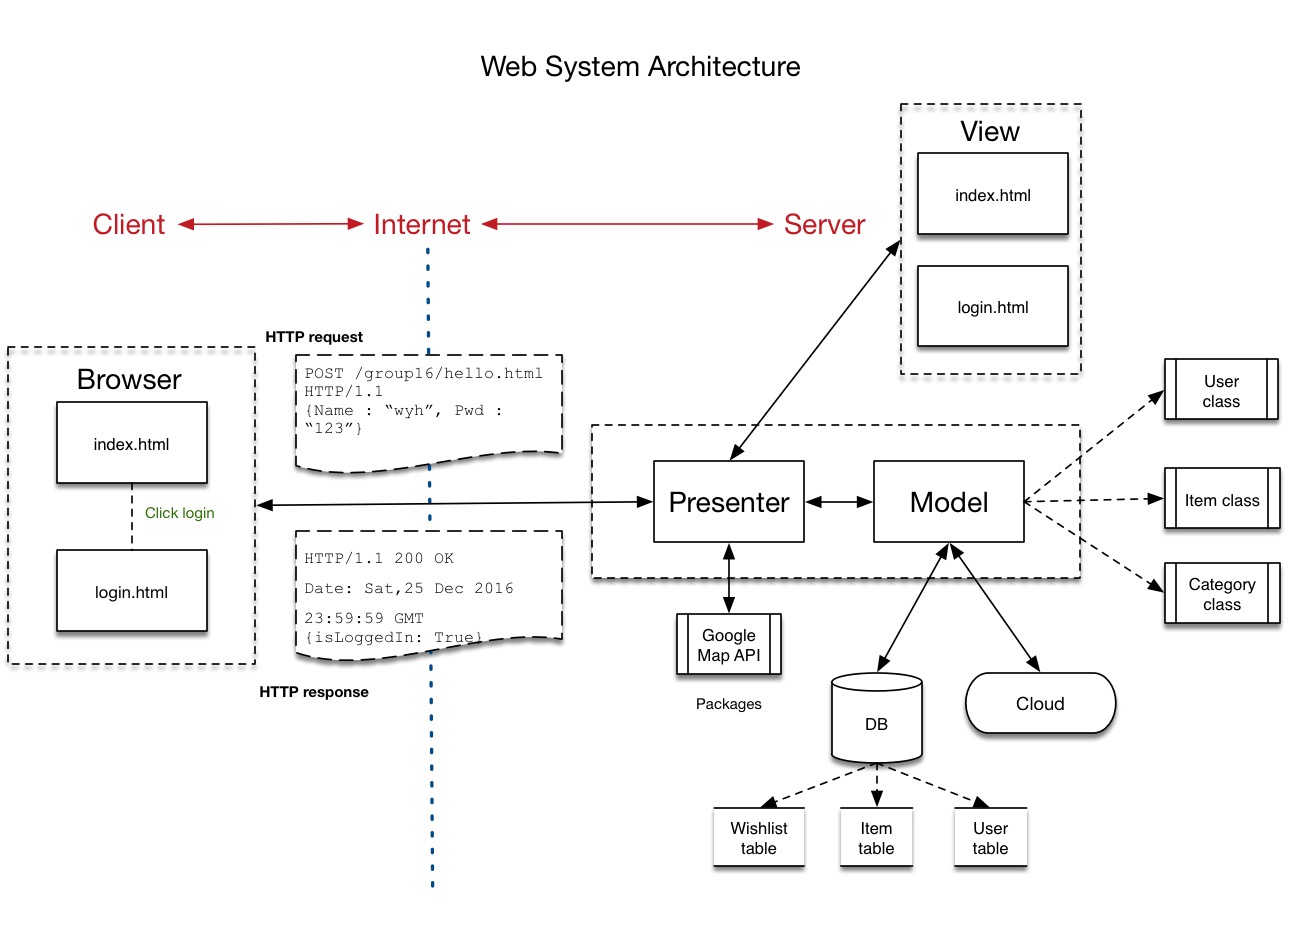 Web System Architecture
View
index.html
login.html
Client
Internet
Server
HTTP request
POST /group16/hello.html
HTTP/1.1
{Name : “wyh”, Pwd :
“123”}
Browser
index.html
Click login
login.html
HTTP/1.1 200 OK
Date: Sat,25 Dec 2016
23:59:59 GMT
{isLoggedIn: True}
HTTP response
Presenter
Model
User
class
Item class
Category
class
Google
Map API
Packages
DB
Cloud
Wishlist
table
Item
table
User
table